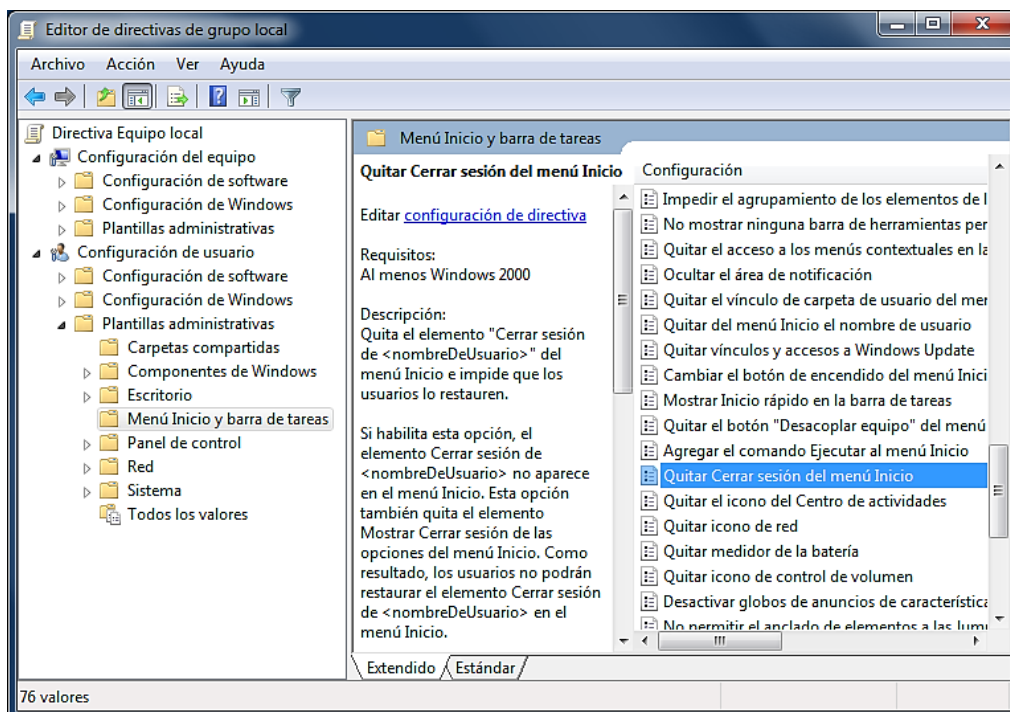 Editor de directivas de grupo local
Archivo Acción Ver Ayuda
Directiva Equipo local
Configuración del equipo
Configuración de software
Configuración de Windows
Plantillas administrativas
Configuración de usuario
Configuración de software
Configuración de Windows
Plantillas administrativas
Carpetas compartidas
Componentes de Windows
Escritorio
Menú Inicio y barra de tareas
Panel de control
Red
Sistema
Todos los valores
Menú Inicio y barra de tareas
Quitar Cerrar sesión del menú Inicio
Editar configuración de directiva
Requisitos:
Al menos Windows 2000
Descripción:
Quita el elemento "Cerrar sesión
de <nombreDeUsuario>" del
menú Inicio e impide que los
usuarios lo restauren.
Si habilita esta opción, el
elemento Cerrar sesión de
<nombreDeUsuario> no aparece
en el menú Inicio. Esta opción
también quita el elemento
Mostrar Cerrar sesión de las
opciones del menú Inicio. Como
resultado, los usuarios no podrán
restaurar el elemento Cerrar sesión
de <nombreDeUsuario> en el
menú Inicio.
Configuración
Impedir el agrupamiento de los elementos de l
No mostrar ninguna barra de herramientas per
Quitar el acceso a los menús contextuales en la
Ocultar el área de notificación
Quitar el vínculo de carpeta de usuario del mer
Quitar del menú Inicio el nombre de usuario
Quitar vínculos y accesos a Windows Update
Cambiar el botón de encendido del menú Inici
Mostrar Inicio rápido en la barra de tareas
Quitar el botón "Desacoplar equipo" del menú
Agregar el comando Ejecutar al menú Inicio
Quitar Cerrar sesión del menú Inicio
Quitar el icono del Centro de actividades
Quitar icono de red
Quitar medidor de la batería
Quitar icono de control de volumen
Desactivar globos de anuncios de característica
No permitir el anclado de elementos a las
Extendido Estándar
76 valores